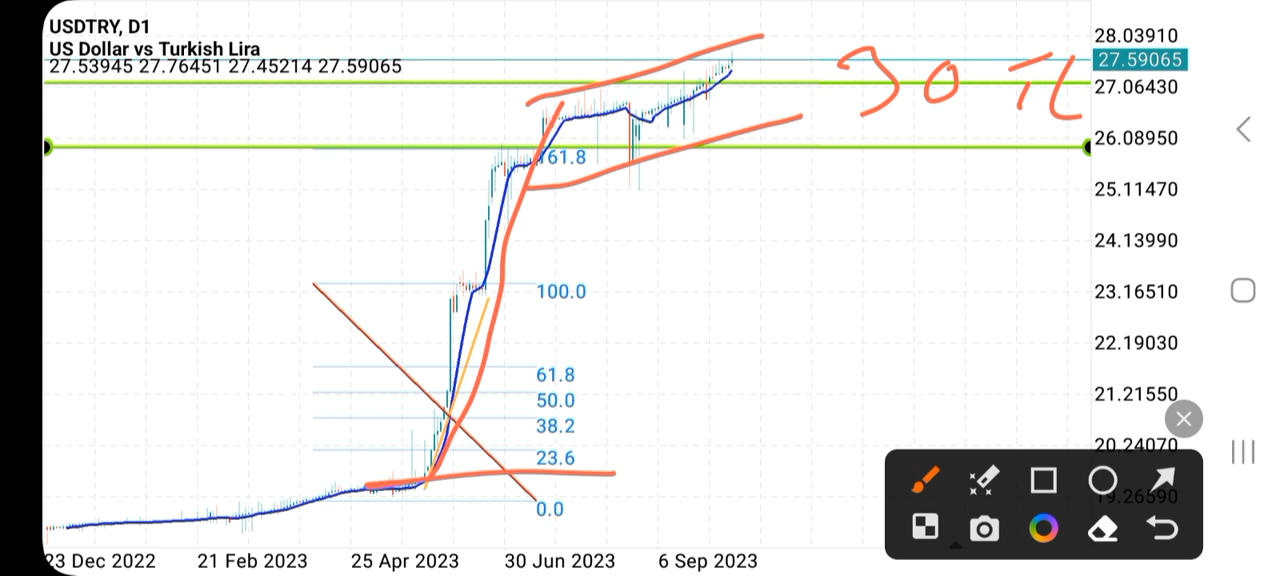 USDTRY, D1
US Dollar vs Turkish Lira
27.53945 27.76451 27.45214 27.59065
28.03910
27.59065
27.06430
26.08950
25.11470
24.13990
23.16510
22.19030
21.21550
20.24070
19.26590
161.8
100.0
61.8
50.0
38.2
23.6
0.0
30 TL
23 Dec 2022
21 Feb 2023
25 Apr 2023
30 Jun 2023
6 Sep 2023